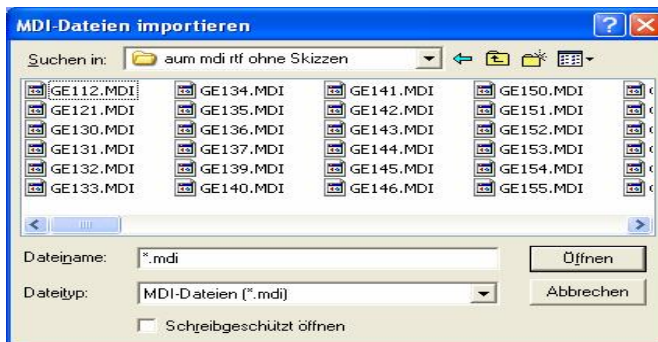 MDI-Dateien importieren
Suchen in: aum mdi rtf ohne Skizzen
GE112.MDI GE134.MDI GE141.MDI GE150.MDI
GE121.MDI GE135.MDI GE142.MDI GE151.MDI
GE130.MDI GE136.MDI GE143.MDI GE152.MDI
GE131.MDI GE137.MDI GE144.MDI GE153.MDI
GE132.MDI GE139.MDI GE145.MDI GE154.MDI
GE133.MDI GE140.MDI GE146.MDI GE155.MDI
Dateiname: *.mdi Öffnen
Dateityp: MDI-Dateien (*.mdi) Abbrechen
Schreibgeschützt öffnen